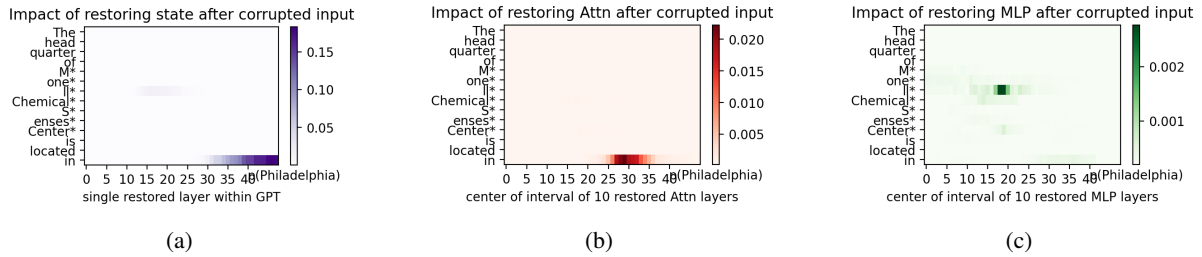 Impact of restoring state after corrupted input
The
head
quarter
of
M*
one*
ll*
Chemical*
S*
enses*
Center*
is
located
in
0 5 10 15 20 25 30 35 40
single restored layer within GPT
0.15
0.10
0.05
p(Philadelphia)
(a)
Impact of restoring Attn after corrupted input
The
head
quarter
of
M*
one*
ll*
Chemical*
S*
enses*
Center*
is
located
in
0 5 10 15 20 25 30 35 40
center of interval of 10 restored Attn layers
0.020
0.015
0.010
0.005
p(Philadelphia)
(b)
Impact of restoring MLP after corrupted input
The
head
quarter
of
M*
one*
ll*
Chemical*
S*
enses*
Center*
is
located
in
0 5 10 15 20 25 30 35 40
center of interval of 10 restored MLP layers
0.002
0.001
p(Philadelphia)
(c)